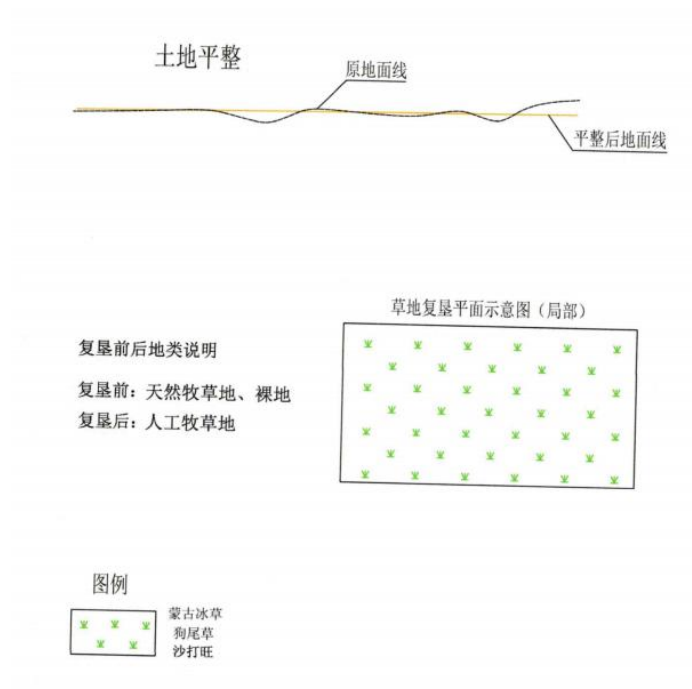 土地平整
原地面线
平整后地面线
草地复垦平面示意图（局部）
复垦前后地类说明
复垦前：天然牧草地、裸地
复垦后：人工牧草地
图例
蒙古冰草
狗尾草
沙打旺